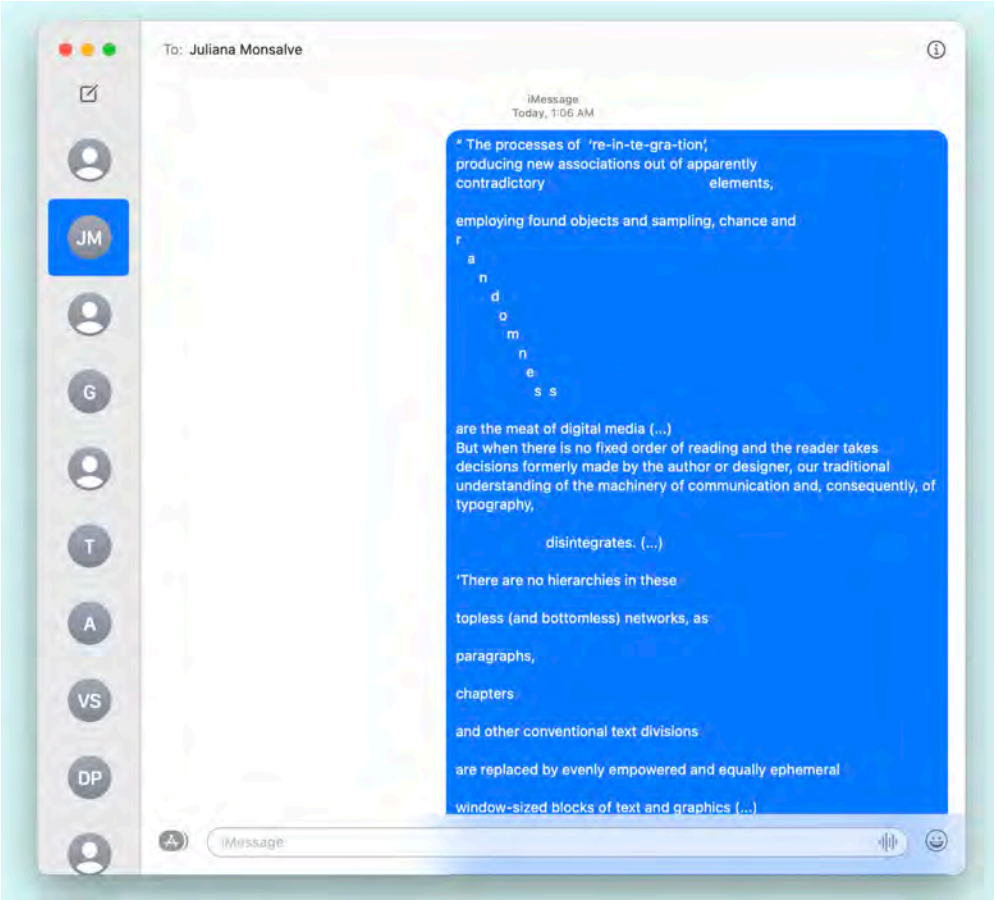 To: Juliana Monsalve
iMessage
Today, 1:06 AM
JM
G
T
A
VS
DP
" The processes of 're-in-te-gra-tion',
producing new associations out of apparently
contradictory elements,
employing found objects and sampling, chance and
r
a
n
d
o
m
n
e
s s
are the meat of digital media (...)
But when there is no fixed order of reading and the reader takes
decisions formerly made by the author or designer, our traditional
understanding of the machinery of communication and, consequently, of
typography,
disintegrates. (...)
'There are no hierarchies in these
topless (and bottomless) networks, as
paragraphs,
chapters
and other conventional text divisions
are replaced by evenly empowered and equally ephemeral
window-sized blocks of text and graphics (...)
iMessage